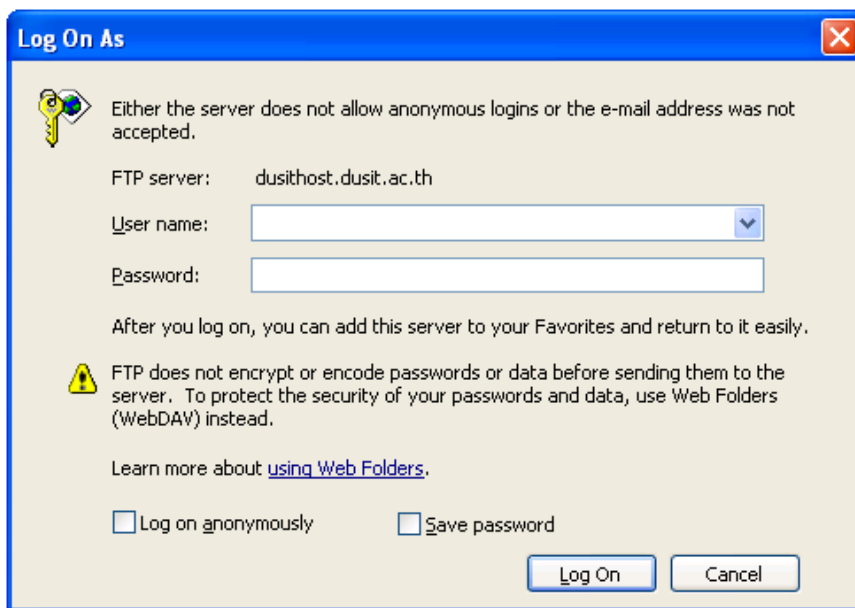 Log On As
Either the server does not allow anonymous logins or the e-mail address was not
accepted.
FTP server: dusithost.dusit.ac.th
User name:
Password:
After you log on, you can add this server to your Favorites and return to it easily.
FTP does not encrypt or encode passwords or data before sending them to the
server. To protect the security of your passwords and data, use Web Folders
(WebDAV) instead.
Learn more about using Web Folders.
Log on anonymously Save password
Log On Cancel